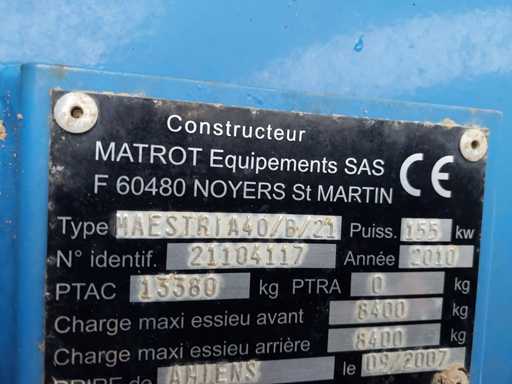 Constructeur
MATROT Equipements SAS CE
F 60480 NOYERS St MARTIN
Type MAESTRIA40/B/21 Puiss. 155 kw
N° identif. 21104117 Année 2010
PTAC 13380 kg PTRA 0 kg
Charge maxi essieu avant 8400 kg
Charge maxi essieu arrière 8400 kg
DRIRE de AMIENS le 09/2007